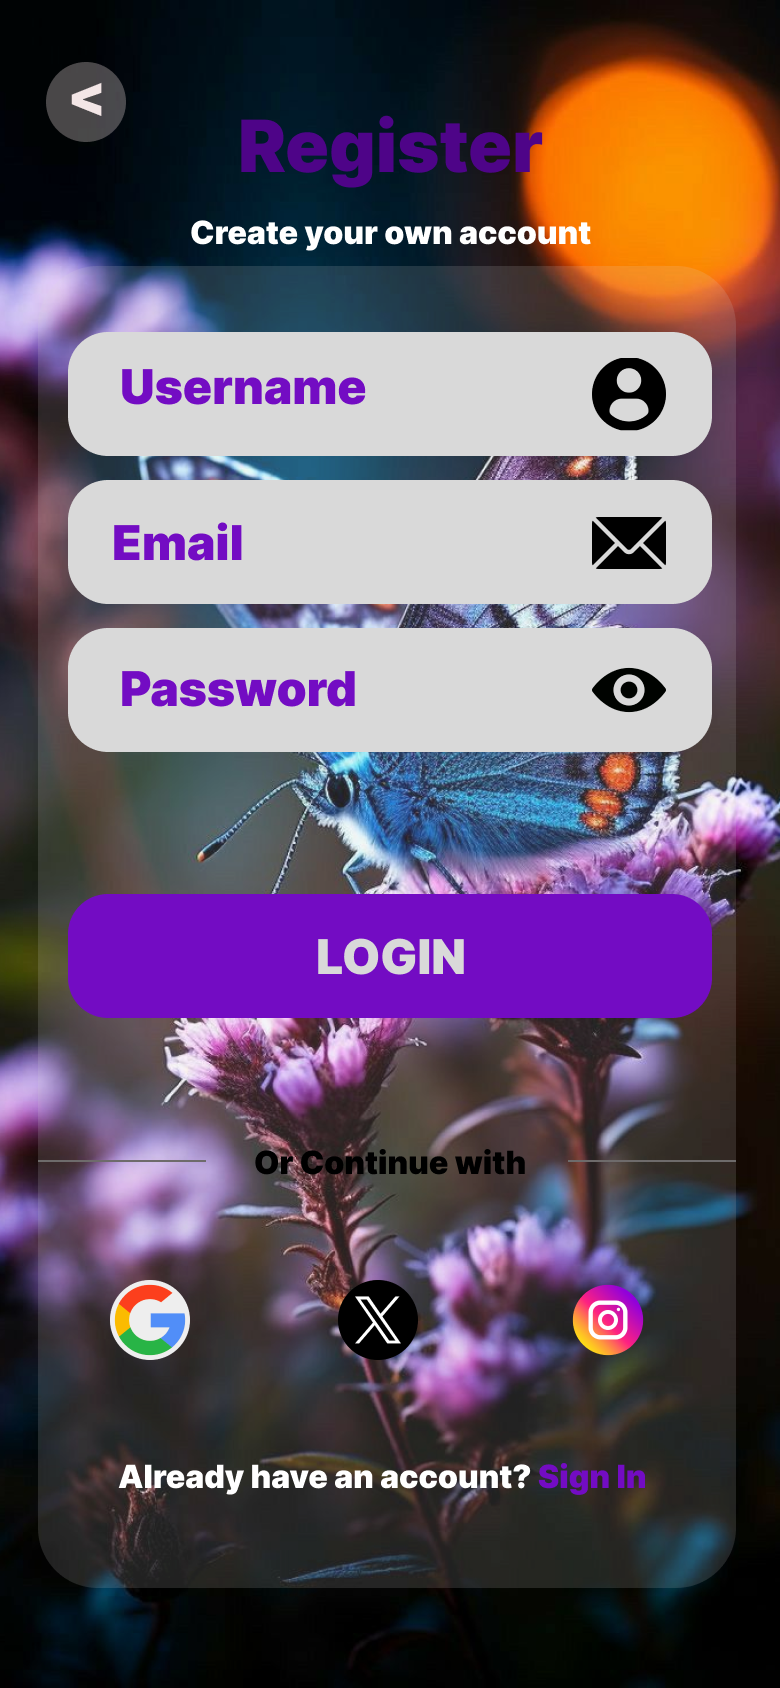 <
Register
Create your own account
Username
Email
Password
LOGIN
Or Continue with
Already have an account? Sign In